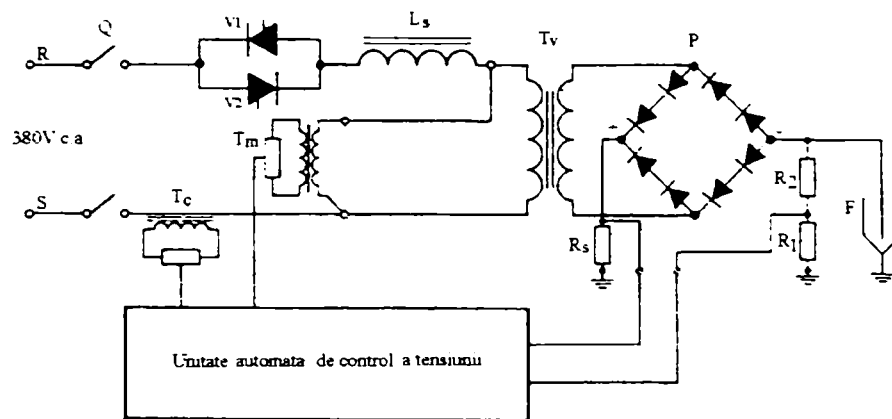 V1
R
Q
V2
Ls
Tv
P
Tm
380V c.a
+
-
S
Tc
Rs
R2
R1
F
Unitate automata de control a tensiunii